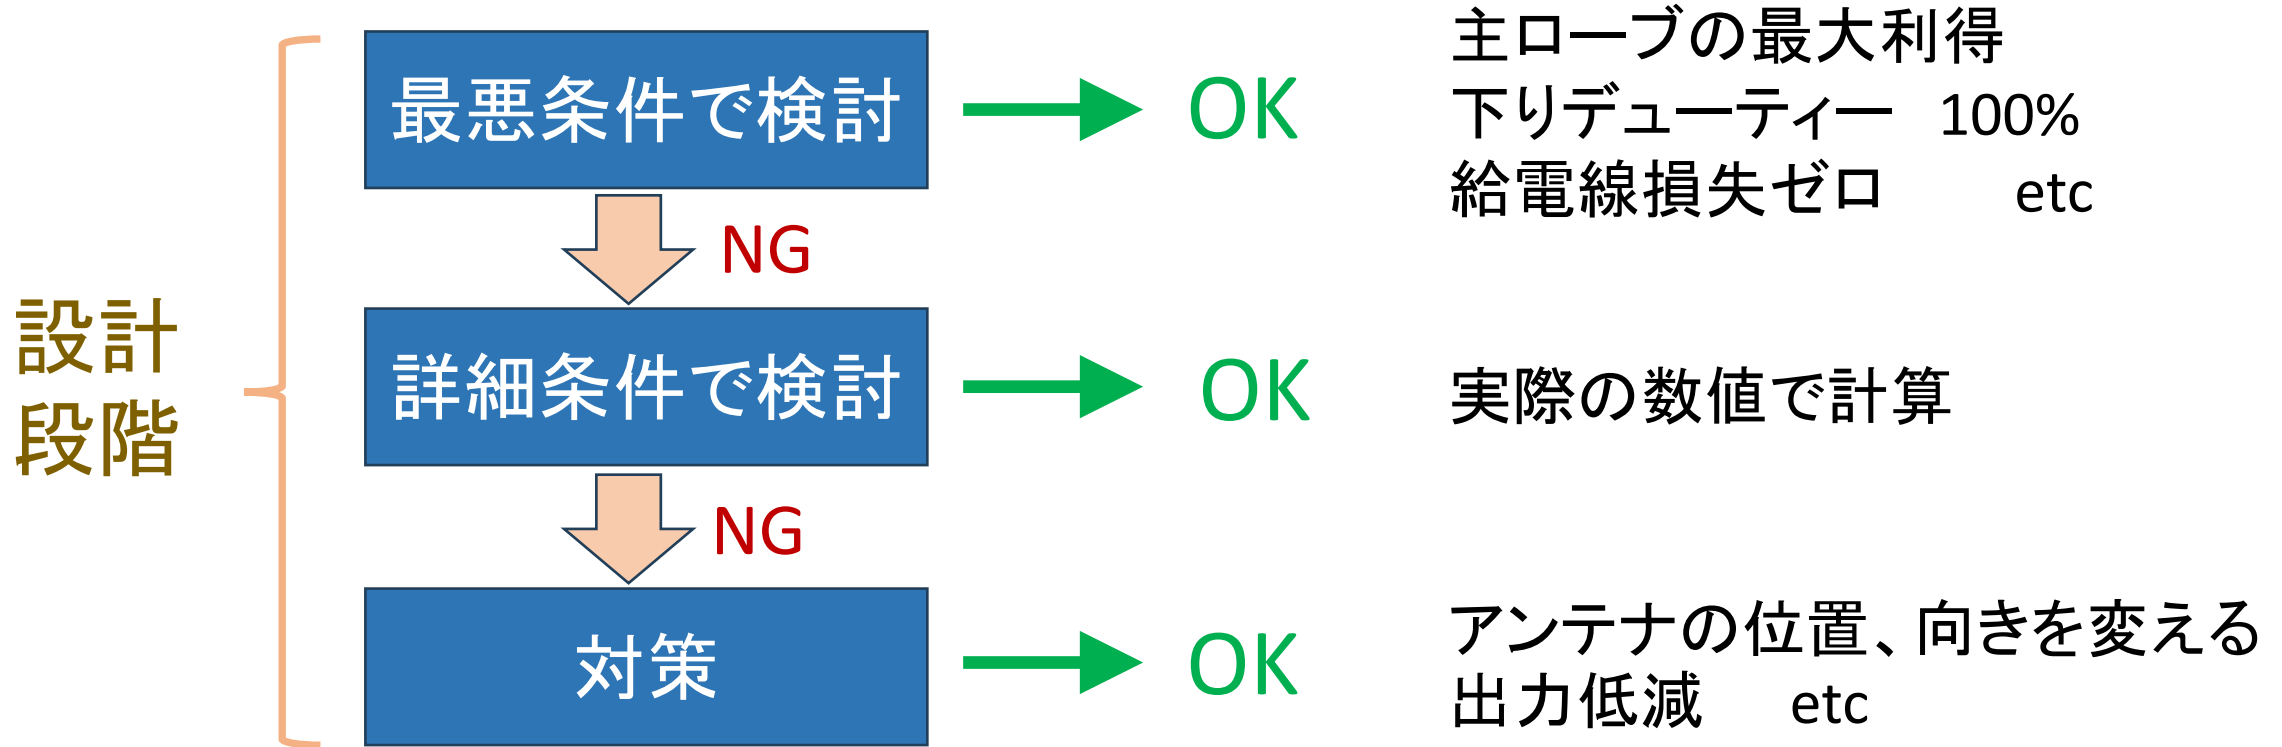 設計
段階
最悪条件で検討
OK
主ローブの最大利得
下りデューティー 100%
給電線損失ゼロ etc
NG
詳細条件で検討
OK
実際の数値で計算
NG
対策
OK
アンテナの位置、向きを変える
出力低減 etc